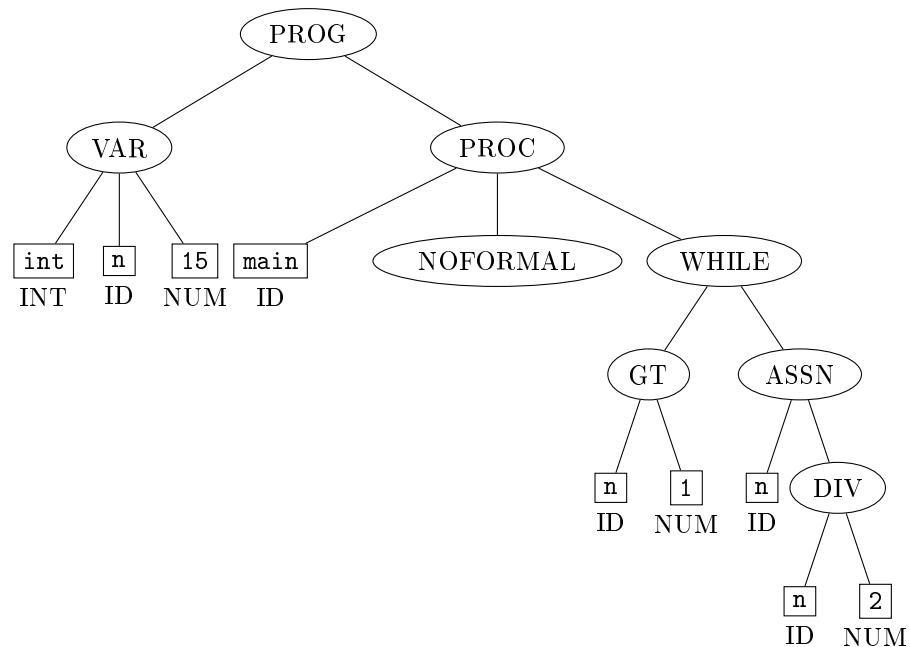 PROG
VAR PROC
int n 15 main NOFORMAL WHILE
INT ID NUM ID
GT ASSN
n 1 n DIV
ID NUM ID
n 2
ID NUM